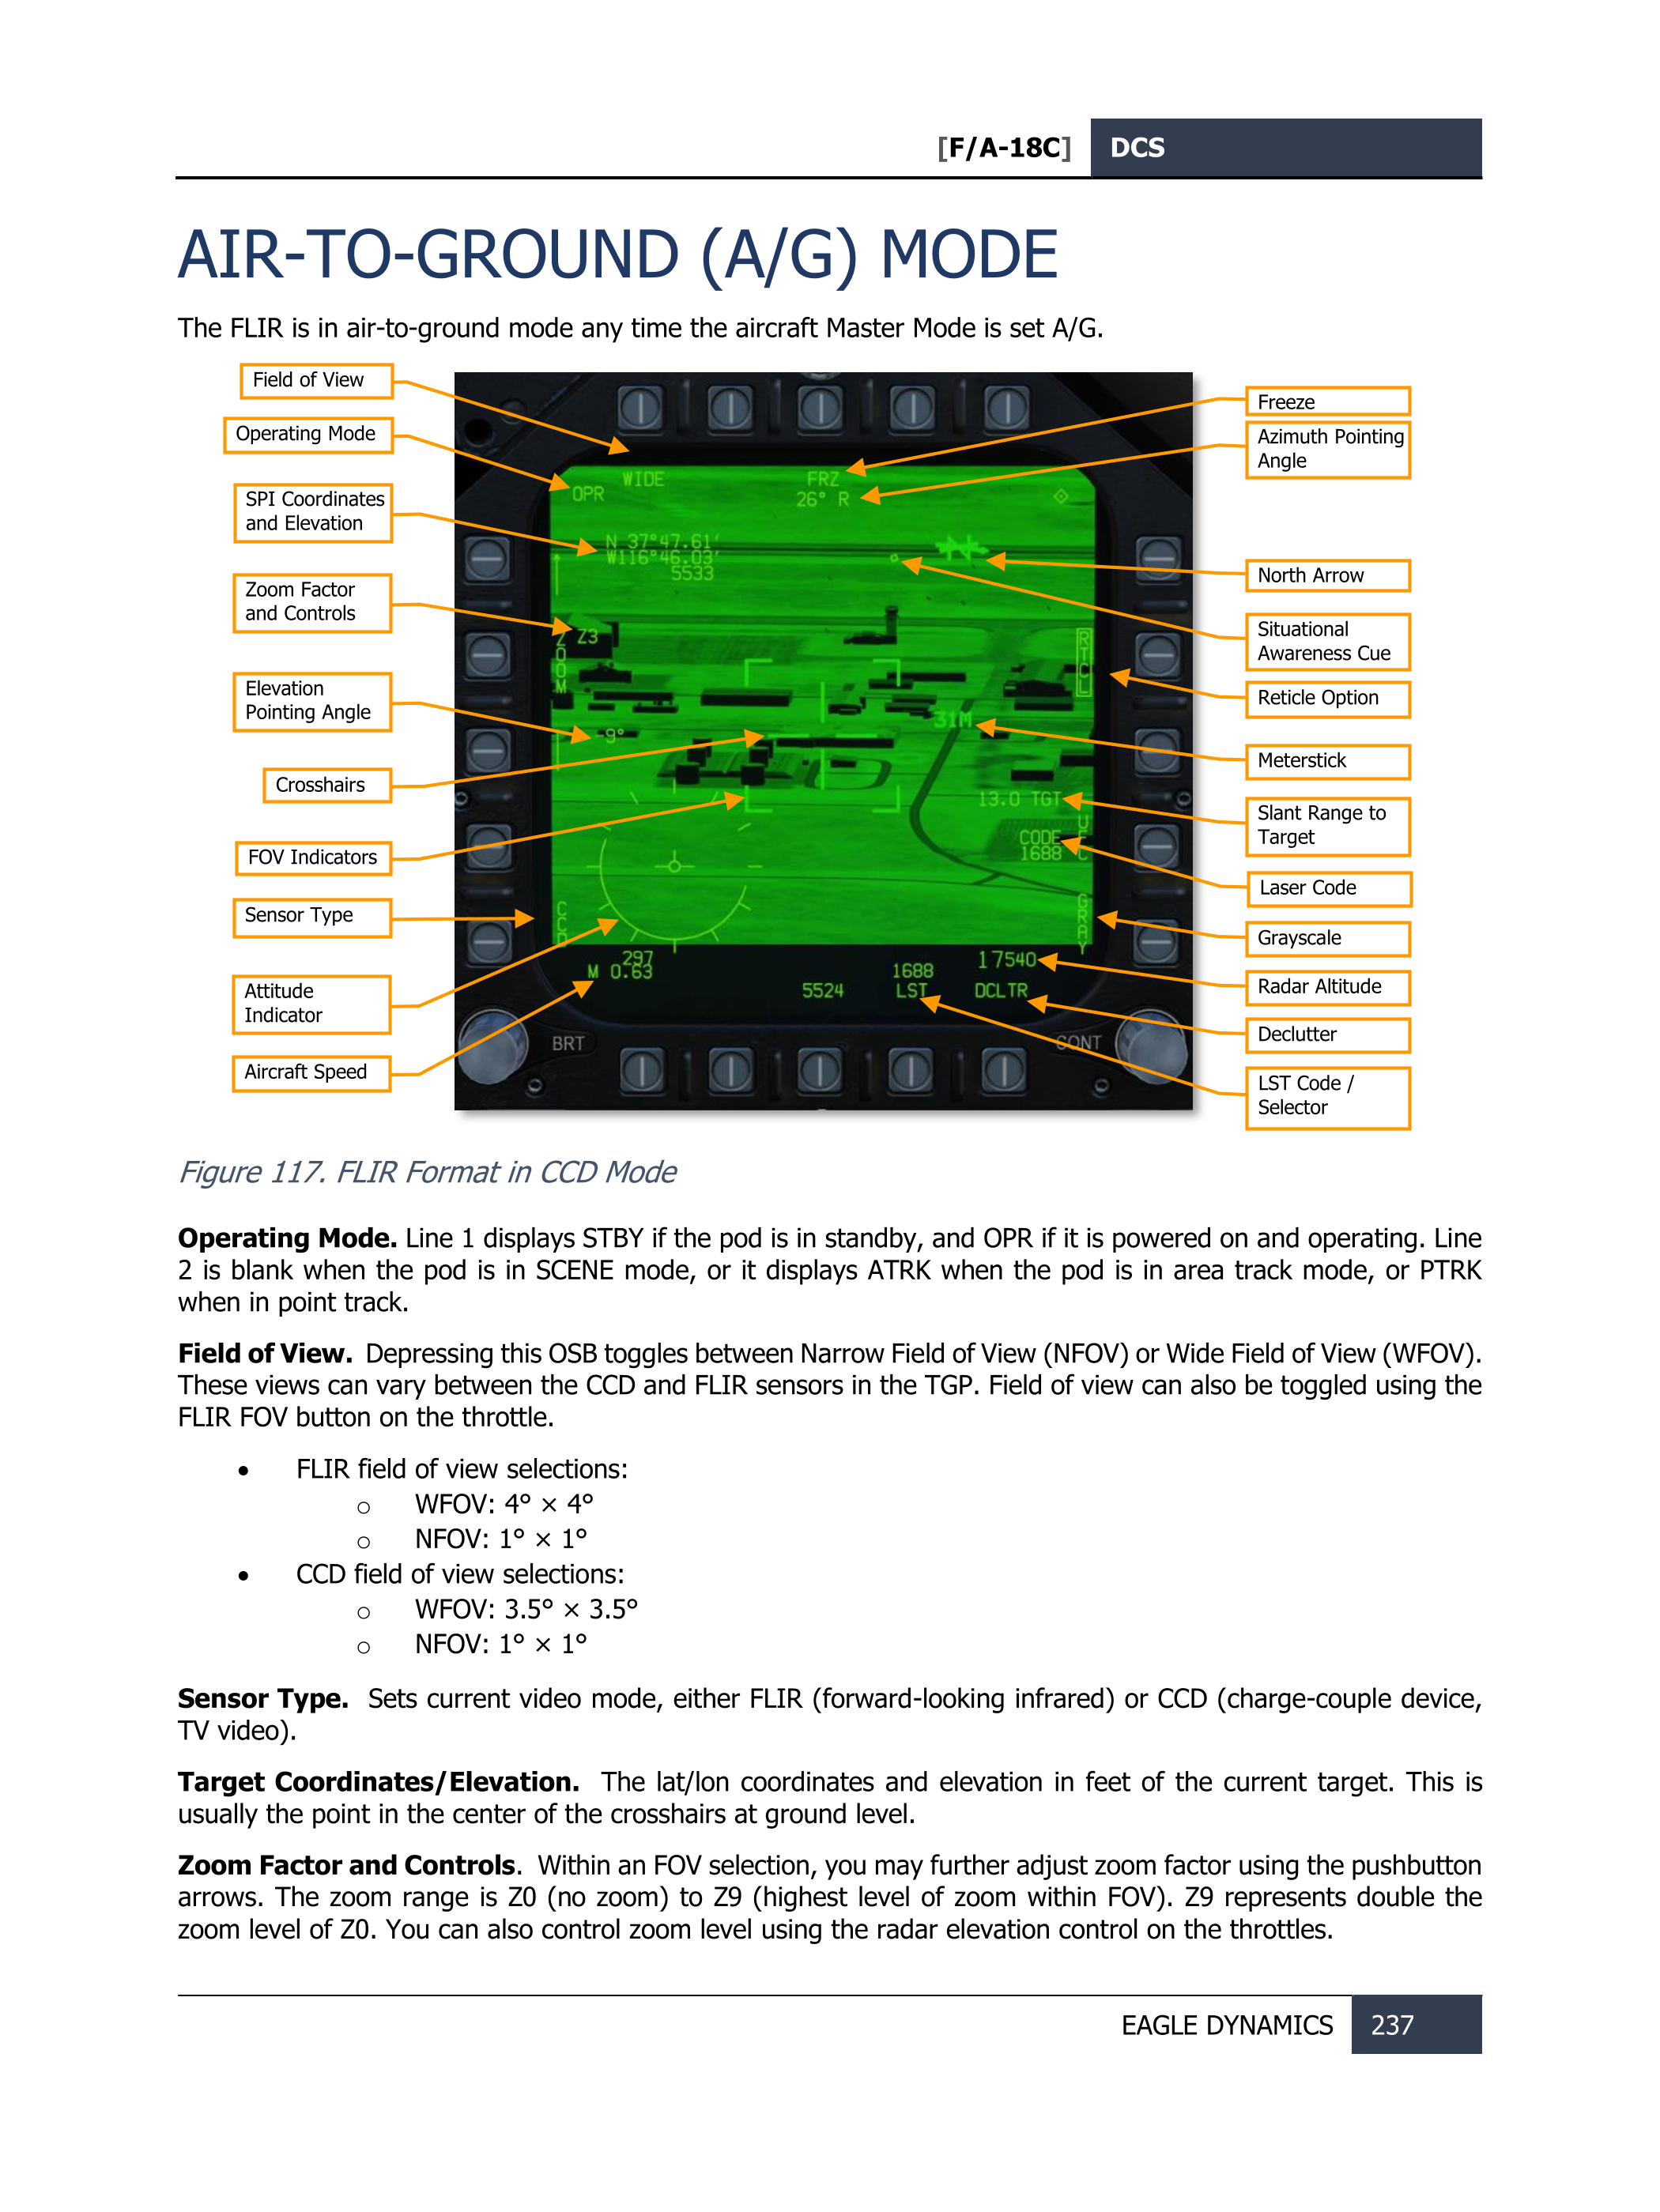 [F/A-18C] DCS
AIR-TO-GROUND (A/G) MODE
The FLIR is in air-to-ground mode any time the aircraft Master Mode is set A/G.
Field of View
Operating Mode
SPI Coordinates
and Elevation
Zoom Factor
and Controls
Elevation
Pointing Angle
Crosshairs
FOV Indicators
Sensor Type
Attitude
Indicator
Aircraft Speed
WIDE
FRZ
OPR
26° R
N 37°47.61'
W116°46.03'
5533
Z3
ZOOM
RTCL
-9°
31M
13.0 TGT
CODE
1688
UFC
CCD
GRAY
297
M 0.63
17540
1688
5524
LST
DCLTR
BRT
CONT
Freeze
Azimuth Pointing
Angle
North Arrow
Situational
Awareness Cue
Reticle Option
Meterstick
Slant Range to
Target
Laser Code
Grayscale
Radar Altitude
Declutter
LST Code /
Selector
Figure 117. FLIR Format in CCD Mode
Operating Mode. Line 1 displays STBY if the pod is in standby, and OPR if it is powered on and operating. Line
2 is blank when the pod is in SCENE mode, or it displays ATRK when the pod is in area track mode, or PTRK
when in point track.
Field of View. Depressing this OSB toggles between Narrow Field of View (NFOV) or Wide Field of View (WFOV).
These views can vary between the CCD and FLIR sensors in the TGP. Field of view can also be toggled using the
FLIR FOV button on the throttle.
• FLIR field of view selections:
o WFOV: 4° × 4°
o NFOV: 1° × 1°
• CCD field of view selections:
o WFOV: 3.5° × 3.5°
o NFOV: 1° × 1°
Sensor Type. Sets current video mode, either FLIR (forward-looking infrared) or CCD (charge-couple device,
TV video).
Target Coordinates/Elevation. The lat/lon coordinates and elevation in feet of the current target. This is
usually the point in the center of the crosshairs at ground level.
Zoom Factor and Controls. Within an FOV selection, you may further adjust zoom factor using the pushbutton
arrows. The zoom range is Z0 (no zoom) to Z9 (highest level of zoom within FOV). Z9 represents double the
zoom level of Z0. You can also control zoom level using the radar elevation control on the throttles.
EAGLE DYNAMICS 237